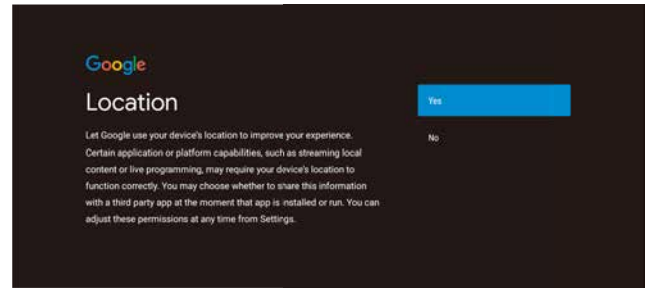 Google
Location
Let Google use your device's location to improve your experience.
Certain application or platform capabilities, such as streaming local
content or live programming, may require your device's location to
function correctly. You may choose whether to share this information
with a third party app at the moment that app is installed or run. You can
adjust these permissions at any time from Settings.
Yes
No